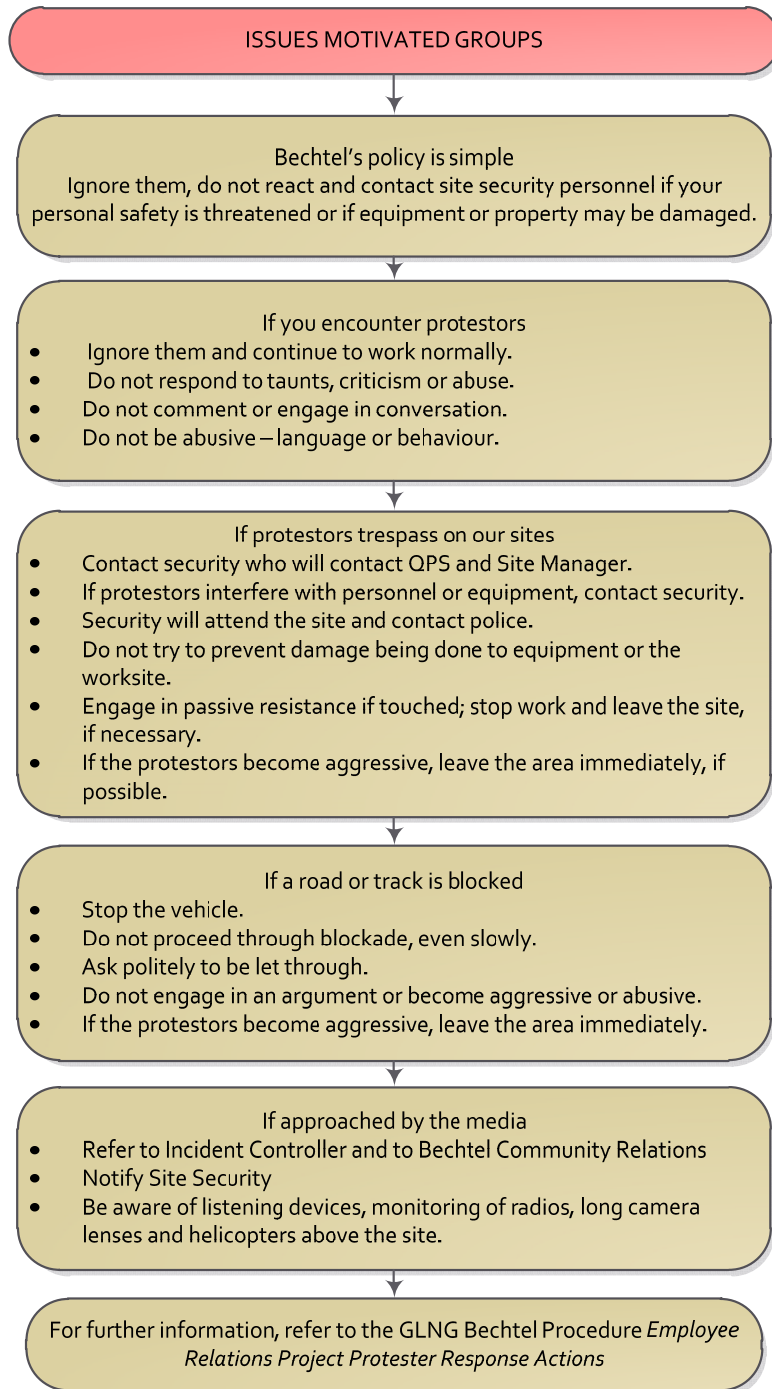 ISSUES MOTIVATED GROUPS
Bechtel's policy is simple
Ignore them, do not react and contact site security personnel if your
personal safety is threatened or if equipment or property may be damaged.
If you encounter protestors
• Ignore them and continue to work normally.
• Do not respond to taunts, criticism or abuse.
• Do not comment or engage in conversation.
• Do not be abusive – language or behaviour.
If protestors trespass on our sites
• Contact security who will contact QPS and Site Manager.
• If protestors interfere with personnel or equipment, contact security.
• Security will attend the site and contact police.
• Do not try to prevent damage being done to equipment or the
worksite.
• Engage in passive resistance if touched; stop work and leave the site,
if necessary.
• If the protestors become aggressive, leave the area immediately, if
possible.
If a road or track is blocked
• Stop the vehicle.
• Do not proceed through blockade, even slowly.
• Ask politely to be let through.
• Do not engage in an argument or become aggressive or abusive.
• If the protestors become aggressive, leave the area immediately.
If approached by the media
• Refer to Incident Controller and to Bechtel Community Relations
• Notify Site Security
• Be aware of listening devices, monitoring of radios, long camera
lenses and helicopters above the site.
For further information, refer to the GLNG Bechtel Procedure Employee
Relations Project Protester Response Actions